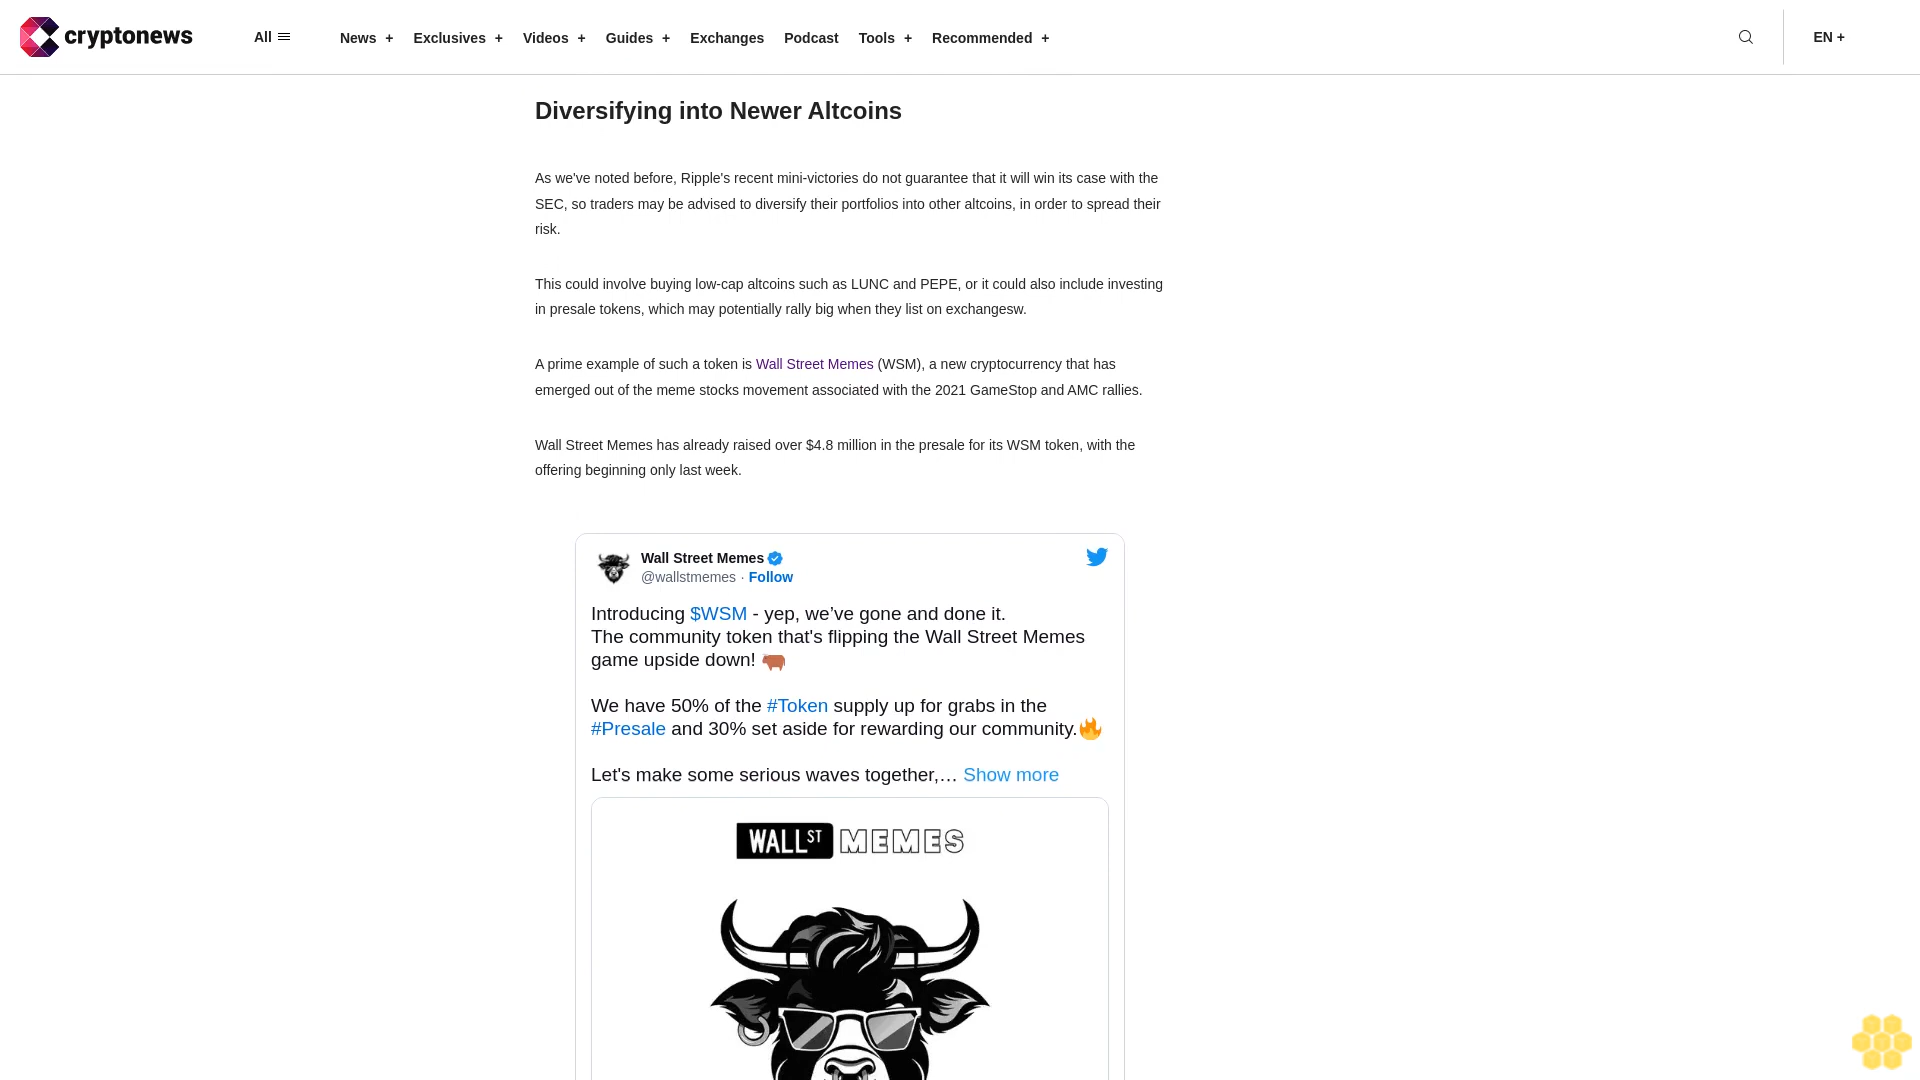 cryptonews
All
News +
Exclusives +
Videos +
Guides +
Exchanges
Podcast
Tools +
Recommended +
EN +
Diversifying into Newer Altcoins
As we've noted before, Ripple's recent mini-victories do not guarantee that it will win its case with the
SEC, so traders may be advised to diversify their portfolios into other altcoins, in order to spread their
risk.
This could involve buying low-cap altcoins such as LUNC and PEPE, or it could also include investing
in presale tokens, which may potentially rally big when they list on exchangesw.
A prime example of such a token is Wall Street Memes (WSM), a new cryptocurrency that has
emerged out of the meme stocks movement associated with the 2021 GameStop and AMC rallies.
Wall Street Memes has already raised over $4.8 million in the presale for its WSM token, with the
offering beginning only last week.
Wall Street Memes
@wallstmemes · Follow
Introducing $WSM - yep, we’ve gone and done it.
The community token that's flipping the Wall Street Memes
game upside down! 🐂
We have 50% of the #Token supply up for grabs in the
#Presale and 30% set aside for rewarding our community.🔥
Let's make some serious waves together,… Show more
WALL ST MEMES